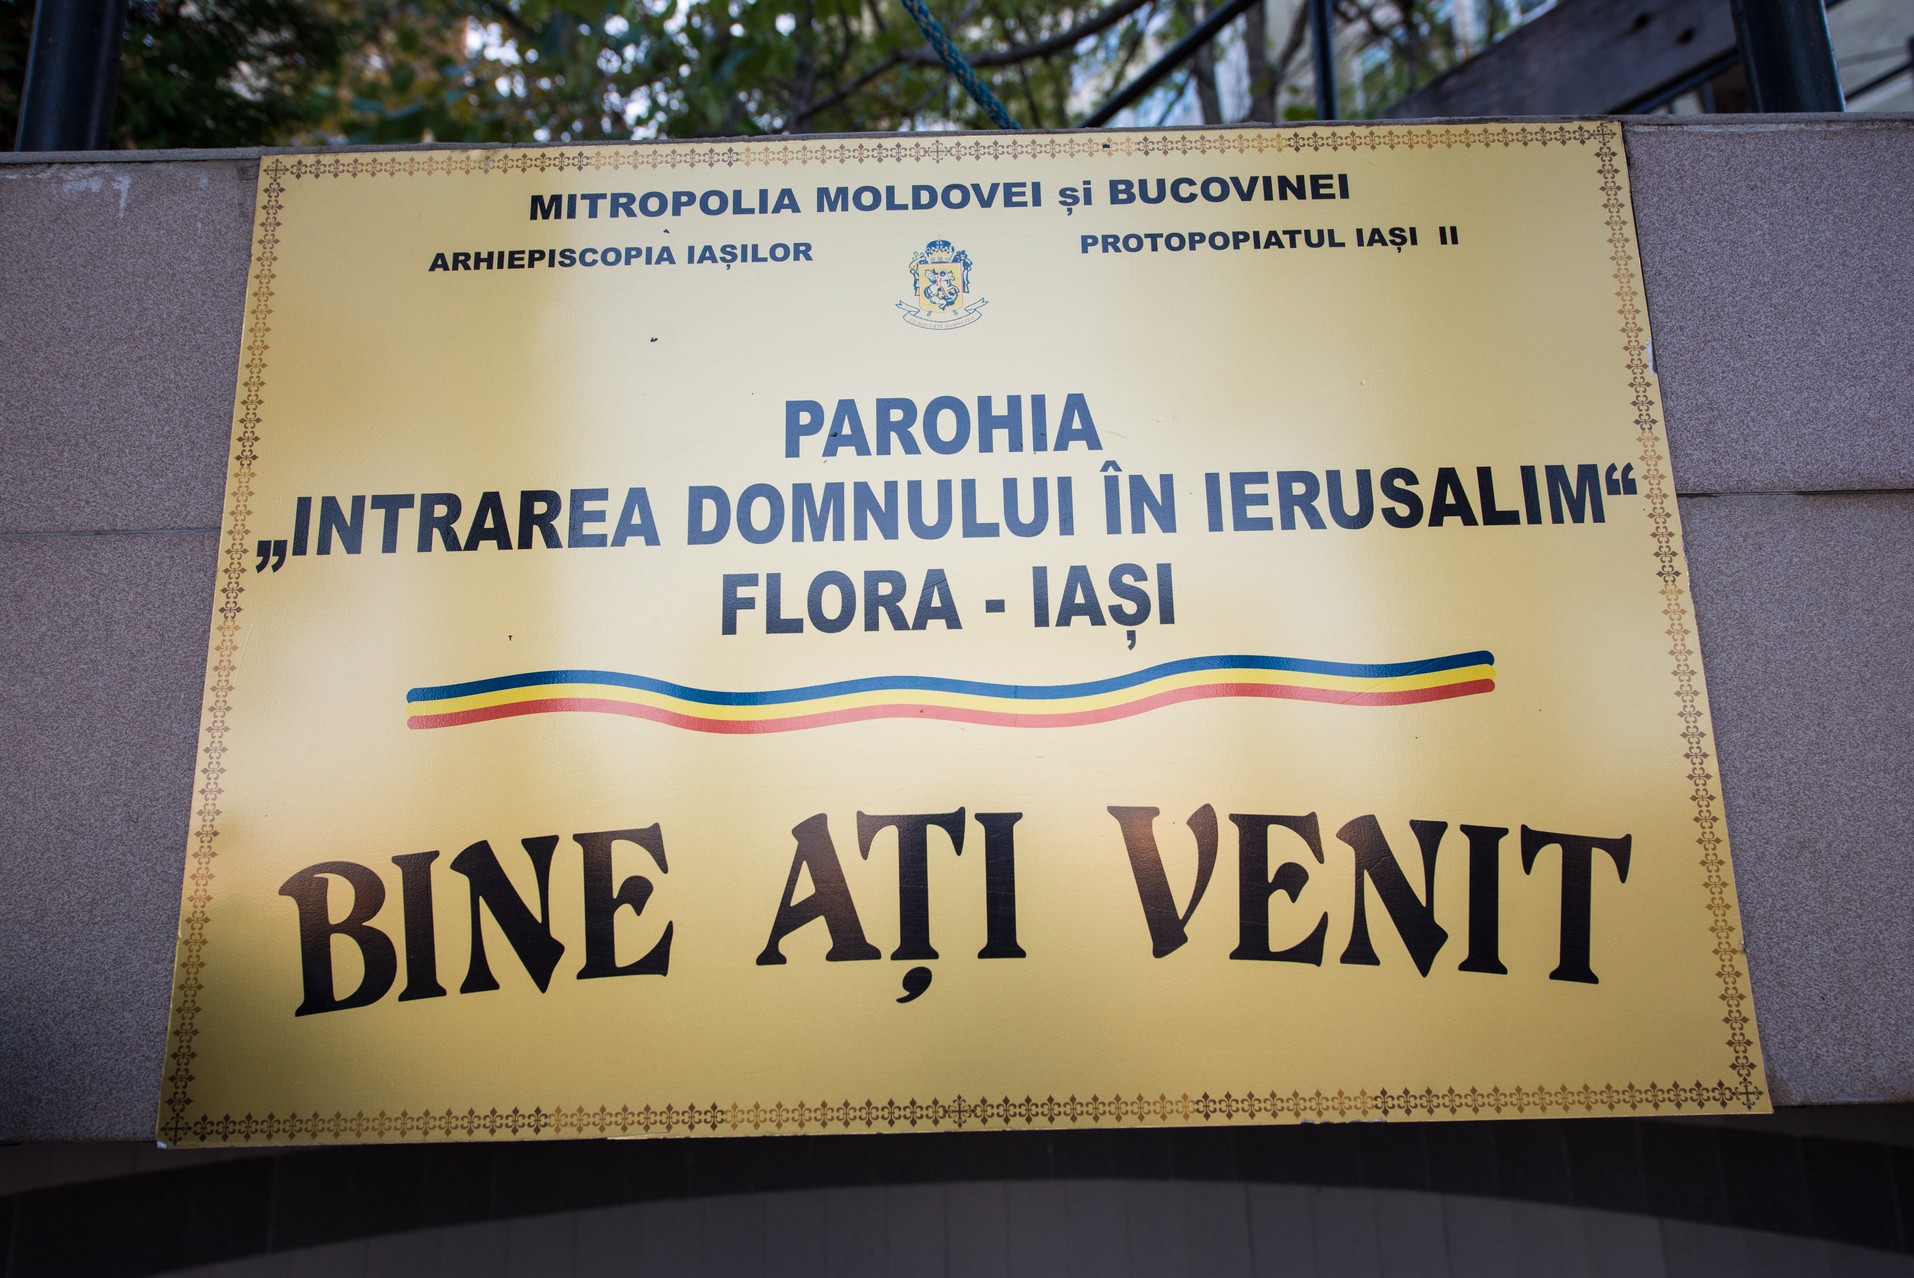 MITROPOLIA MOLDOVEI și BUCOVINEI
ARHIEPISCOPIA IAȘILOR
PROTOPOPIATUL IAȘI II
PAROHIA
„INTRAREA DOMNULUI ÎN IERUSALIM“
FLORA - IAȘI
BINE AȚI VENIT